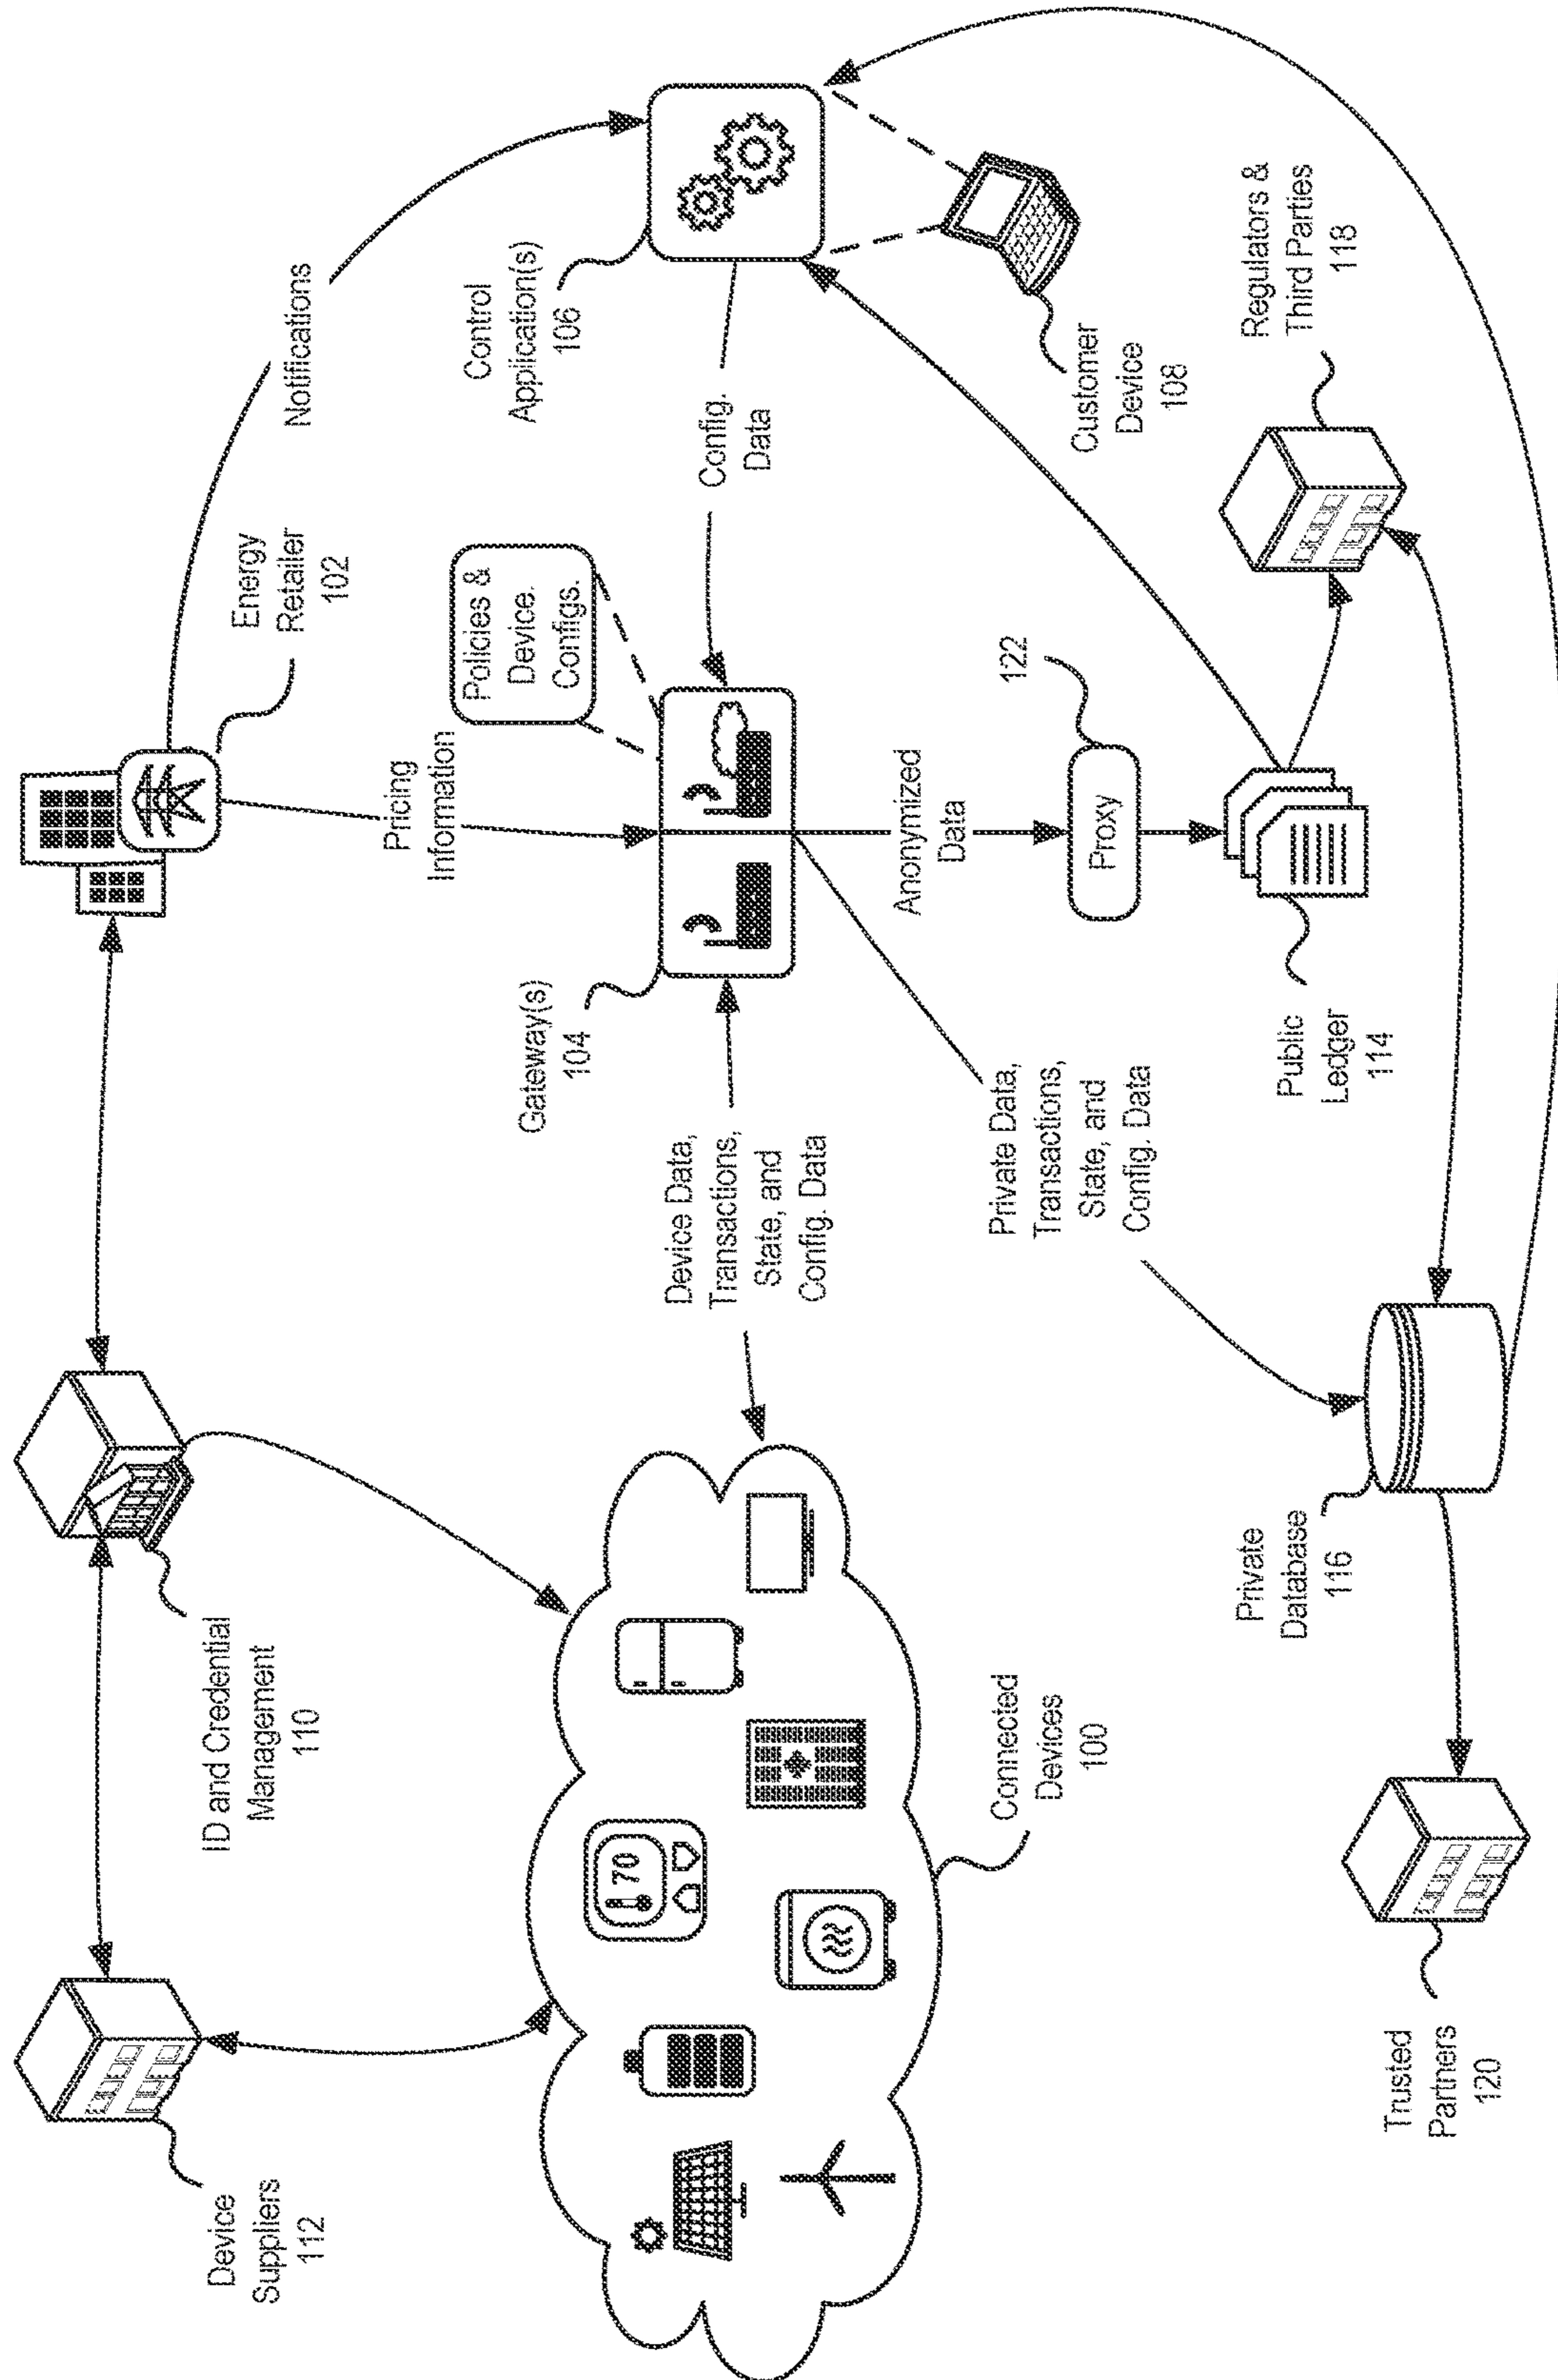 Device
Suppliers
112
ID and Credential
Management
110
Energy
Retailer
102
Notifications
Pricing
Information
Policies &
Device.
Configs.
Control
Application(s)
106
Gateway(s)
104
Config.
Data
Device Data,
Transactions,
State, and
Config. Data
70
Connected
Devices
100
Anonymized
Data
122
Proxy
Customer
Device
108
Private Data,
Transactions,
State, and
Config. Data
Public
Ledger
114
Regulators &
Third Parties
118
Private
Database
116
Trusted
Partners
120